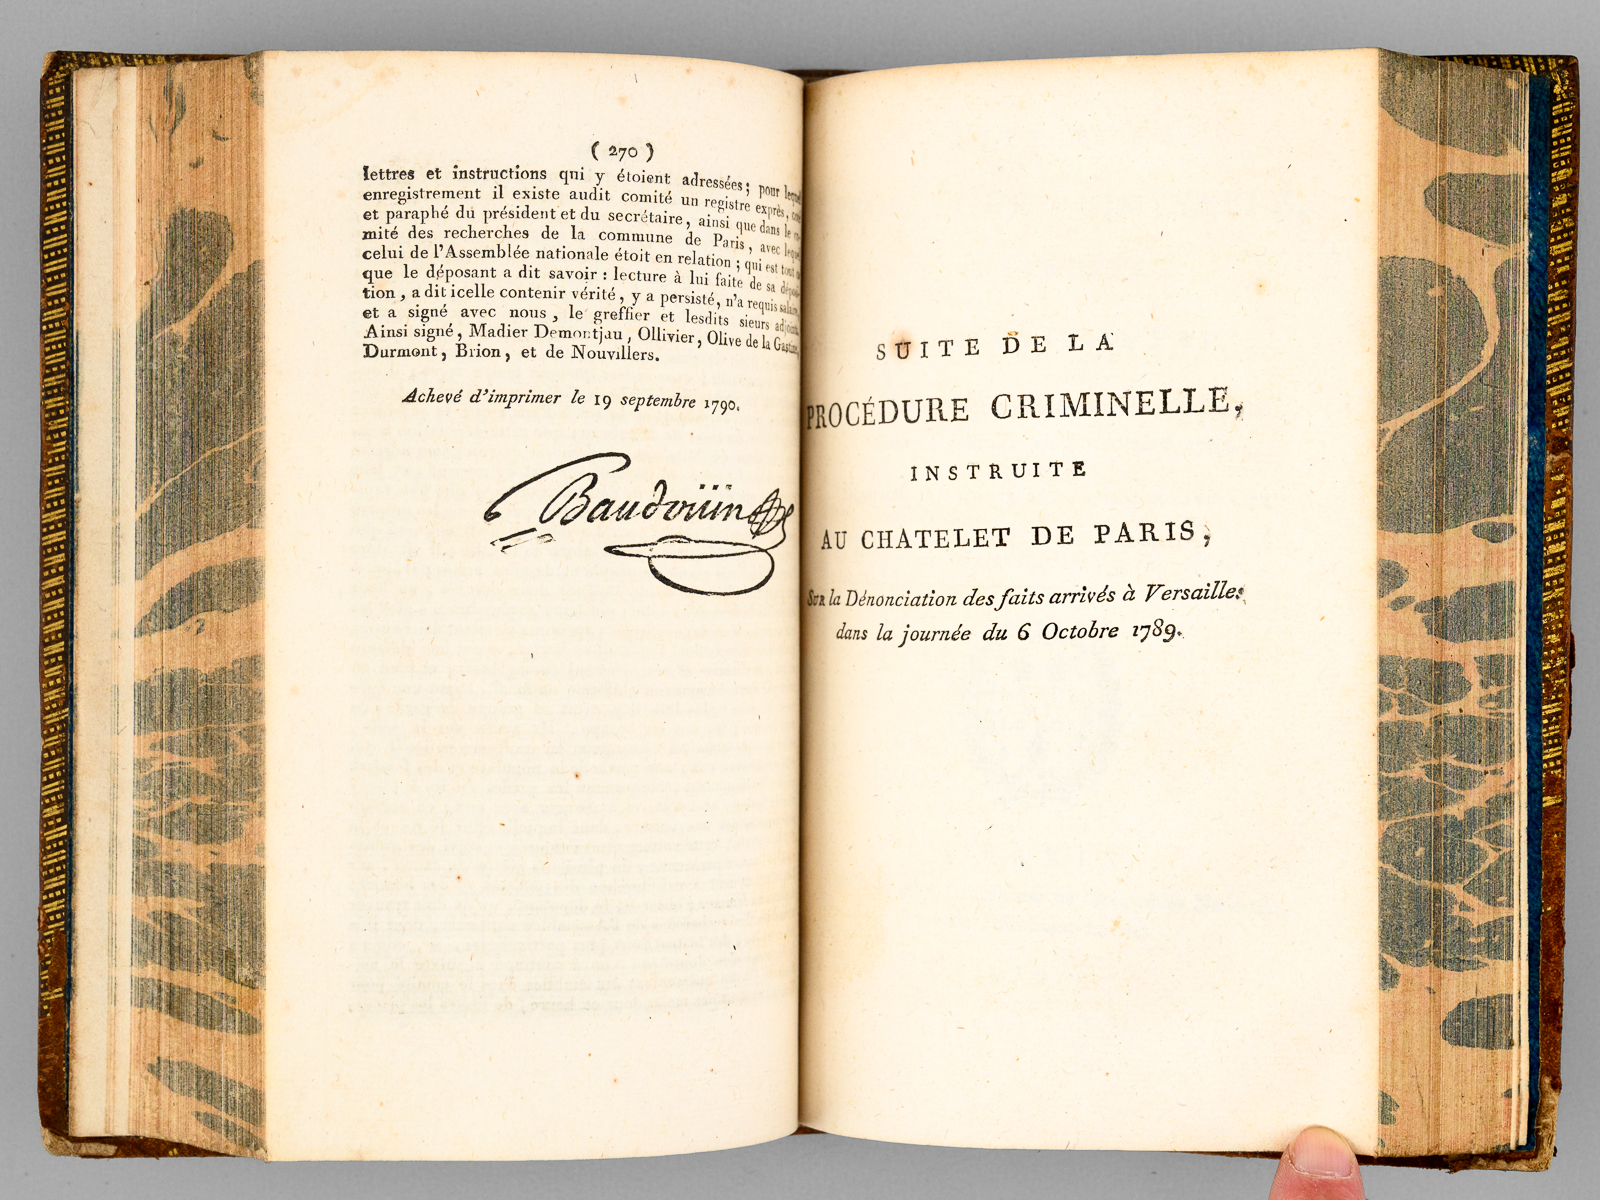 ( 270 )
lettres et instructions qni y étoient adressées ; pour lequel
enregistrement il existe audit comité un registre exprès,
et paraphé du président et du secrétaire, ainsi que dans le
mité des recherches de la commune de Paris, avec lequel
celui de l'Assemblée nationale étoit en relation ; qui est tout
que le déposant a dit savoir : lecture à lui faite de sa
tion, a dit icelle contenir vérité, y a persisté, n'a requis salaire,
et a signé avec nous, le greffier et lesdits sieurs adjoints.
Ainsi signé, Madier Demontjau, Ollivier, Olive de la Gastine,
Durmont, Brion, et de Nouvillers.
Achevé d'imprimer le 19 septembre 1790.
Baudouin
SUITE DE LA
PROCÉDURE CRIMINELLE,
INSTRUITE
AU CHATELET DE PARIS,
Sur la Dénonciation des faits arrivés à Versailles
dans la journée du 6 Octobre 1789.